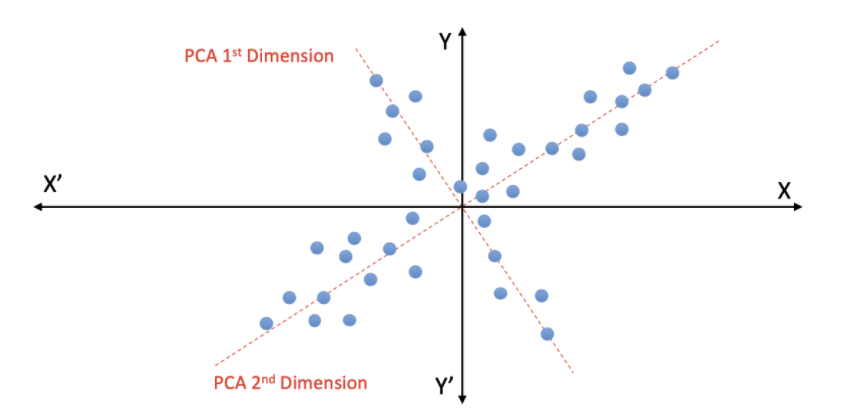 Y
PCA 1st Dimension
X’
X
PCA 2nd Dimension
Y’